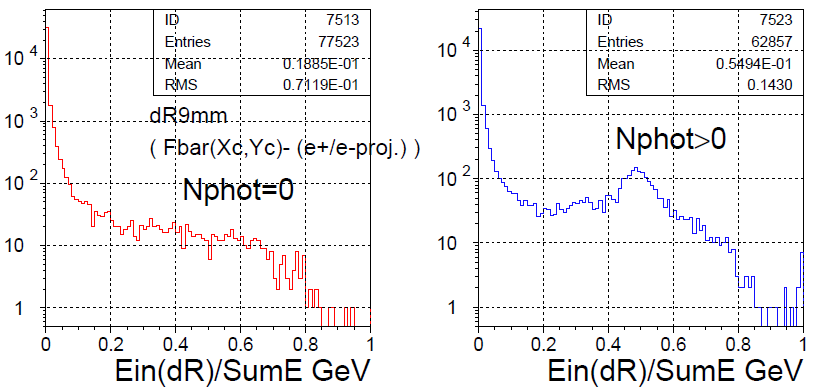 ID 7513
Entries 77523
Mean 0.1885E-01
RMS 0.7119E-01
dR9mm
( Fbar(Xc,Yc)- (e+/e-proj.) )
Nphot=0
10 4
10 3
10 2
10
1
0 0.2 0.4 0.6 0.8 1
Ein(dR)/SumE GeV
ID 7523
Entries 62857
Mean 0.5494E-01
RMS 0.1430
Nphot>0
10 4
10 3
10 2
10
1
0 0.2 0.4 0.6 0.8 1
Ein(dR)/SumE GeV